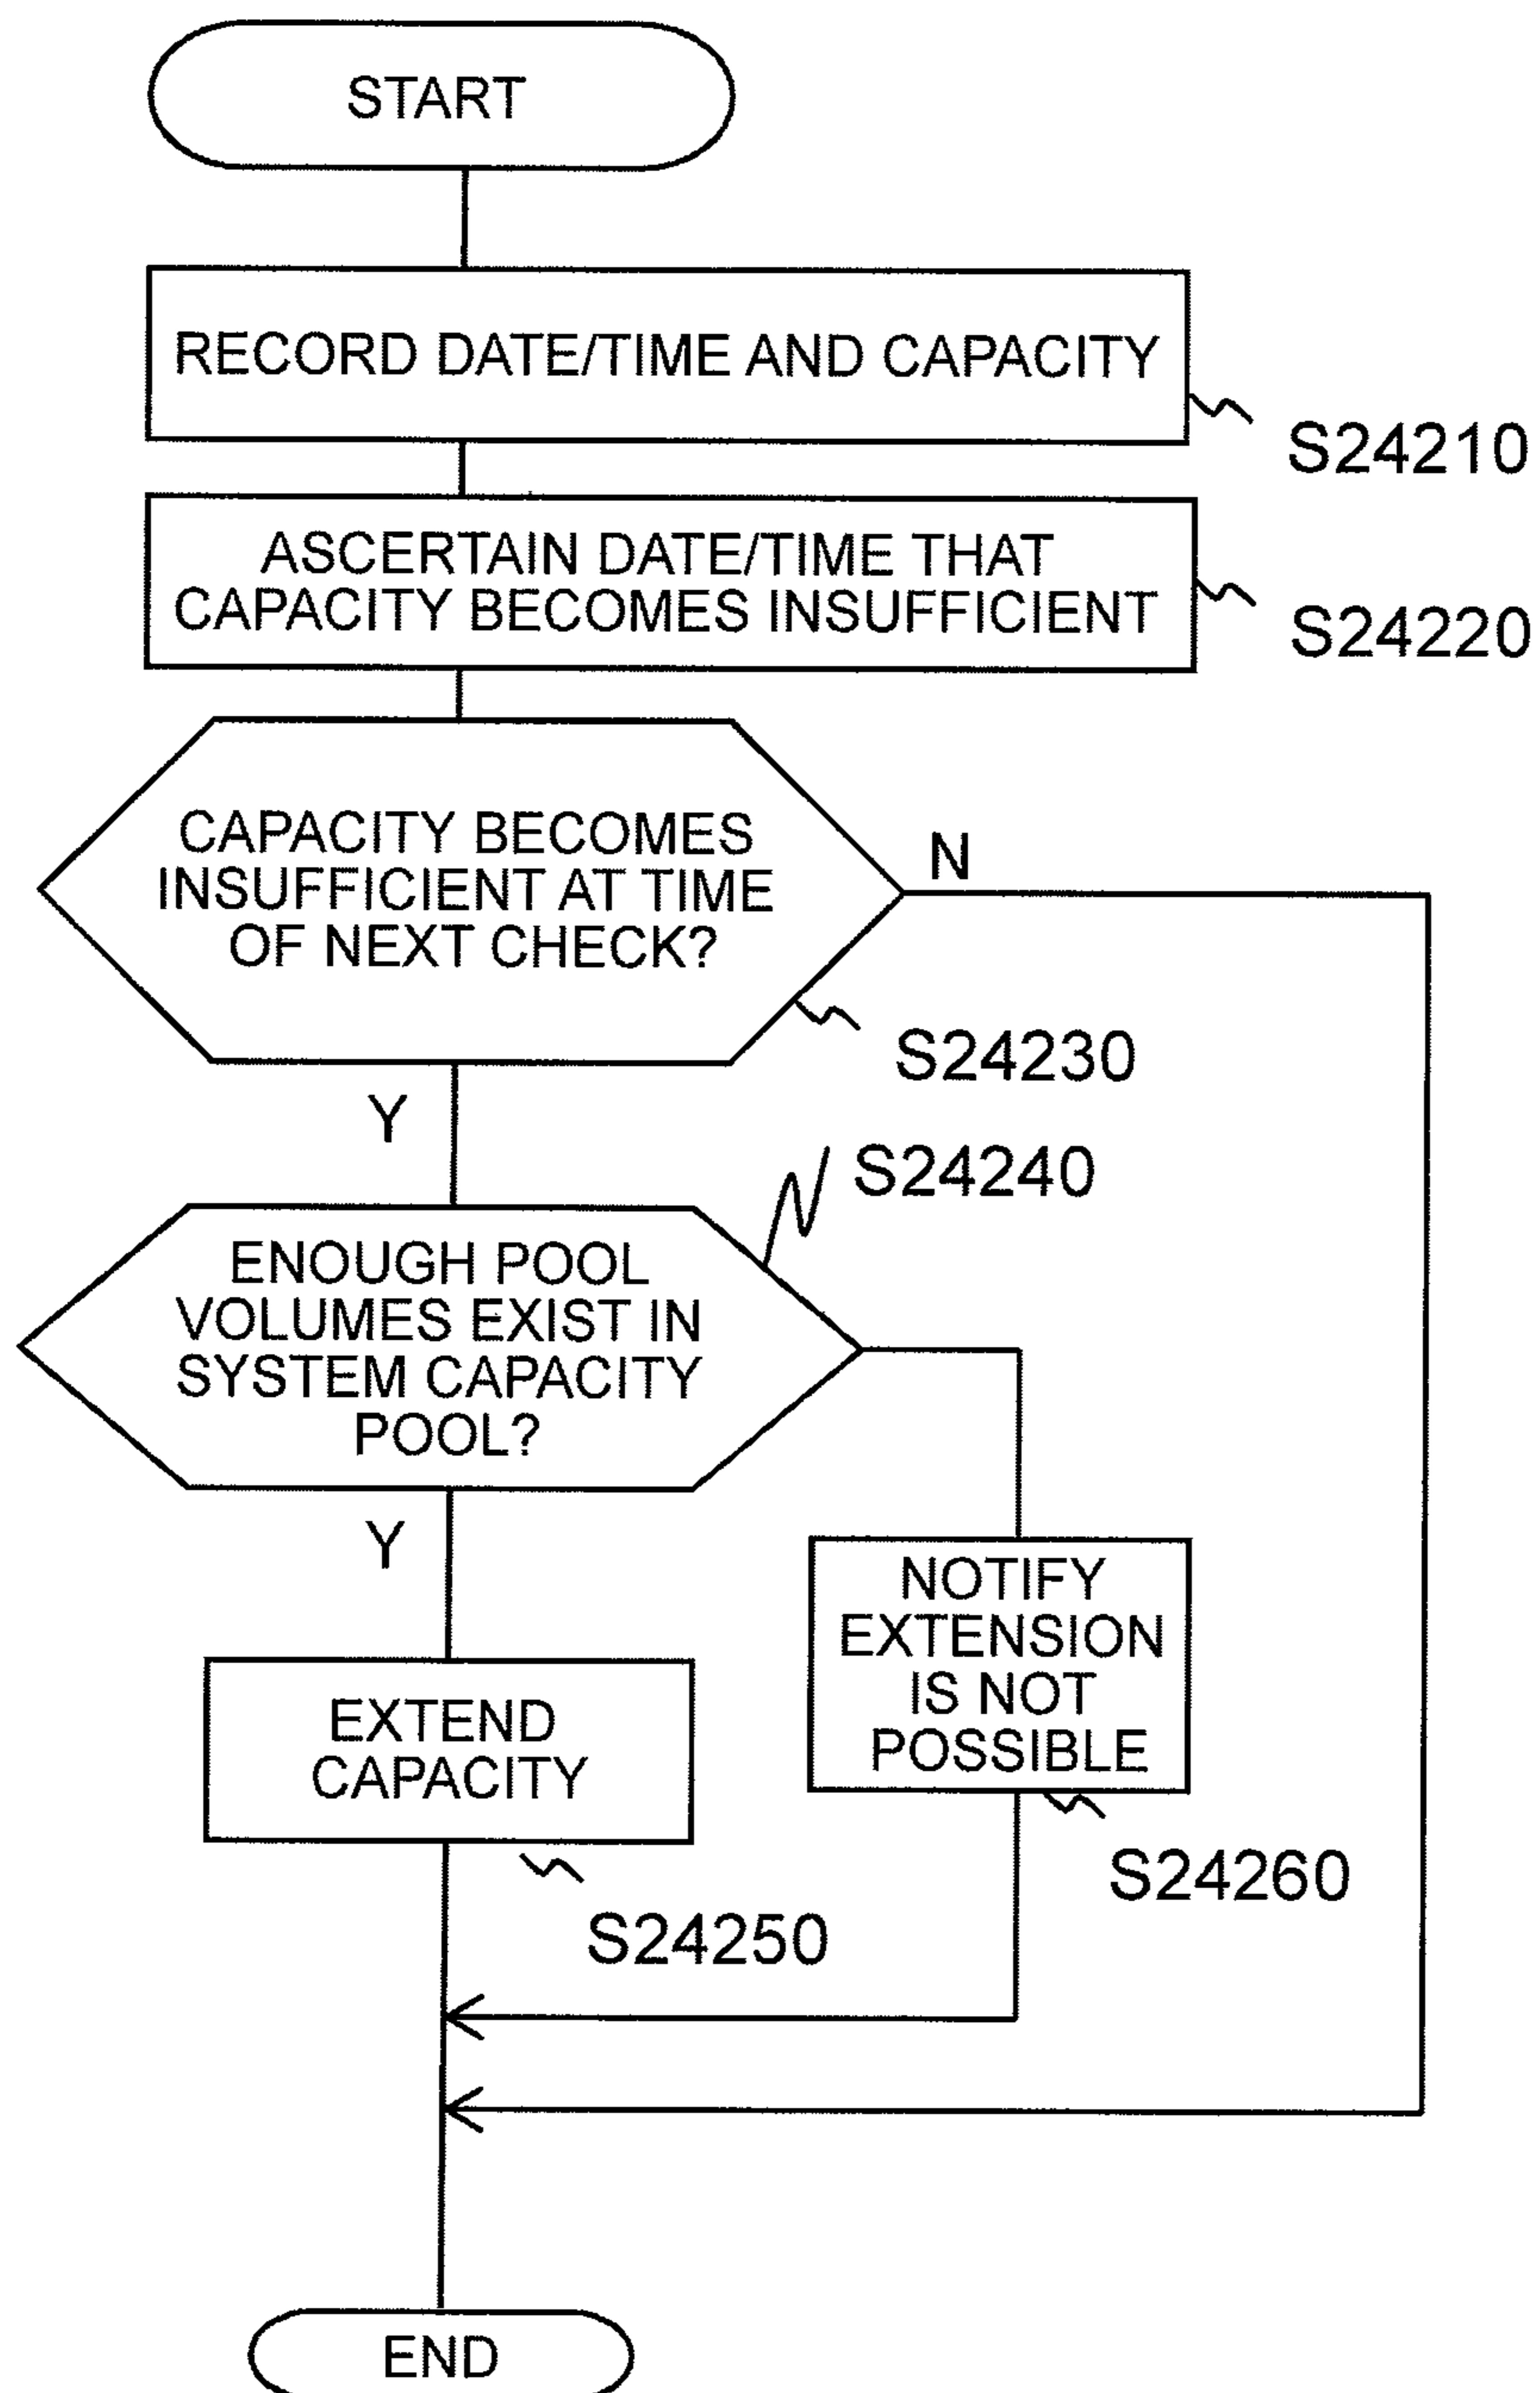 START
RECORD DATE/TIME AND CAPACITY
S24210
ASCERTAIN DATE/TIME THAT
CAPACITY BECOMES INSUFFICIENT
S24220
CAPACITY BECOMES
INSUFFICIENT AT TIME
OF NEXT CHECK?
N
S24230
Y
S24240
ENOUGH POOL
VOLUMES EXIST IN
SYSTEM CAPACITY
POOL?
Y
NOTIFY
EXTENSION
IS NOT
POSSIBLE
S24260
EXTEND
CAPACITY
S24250
END